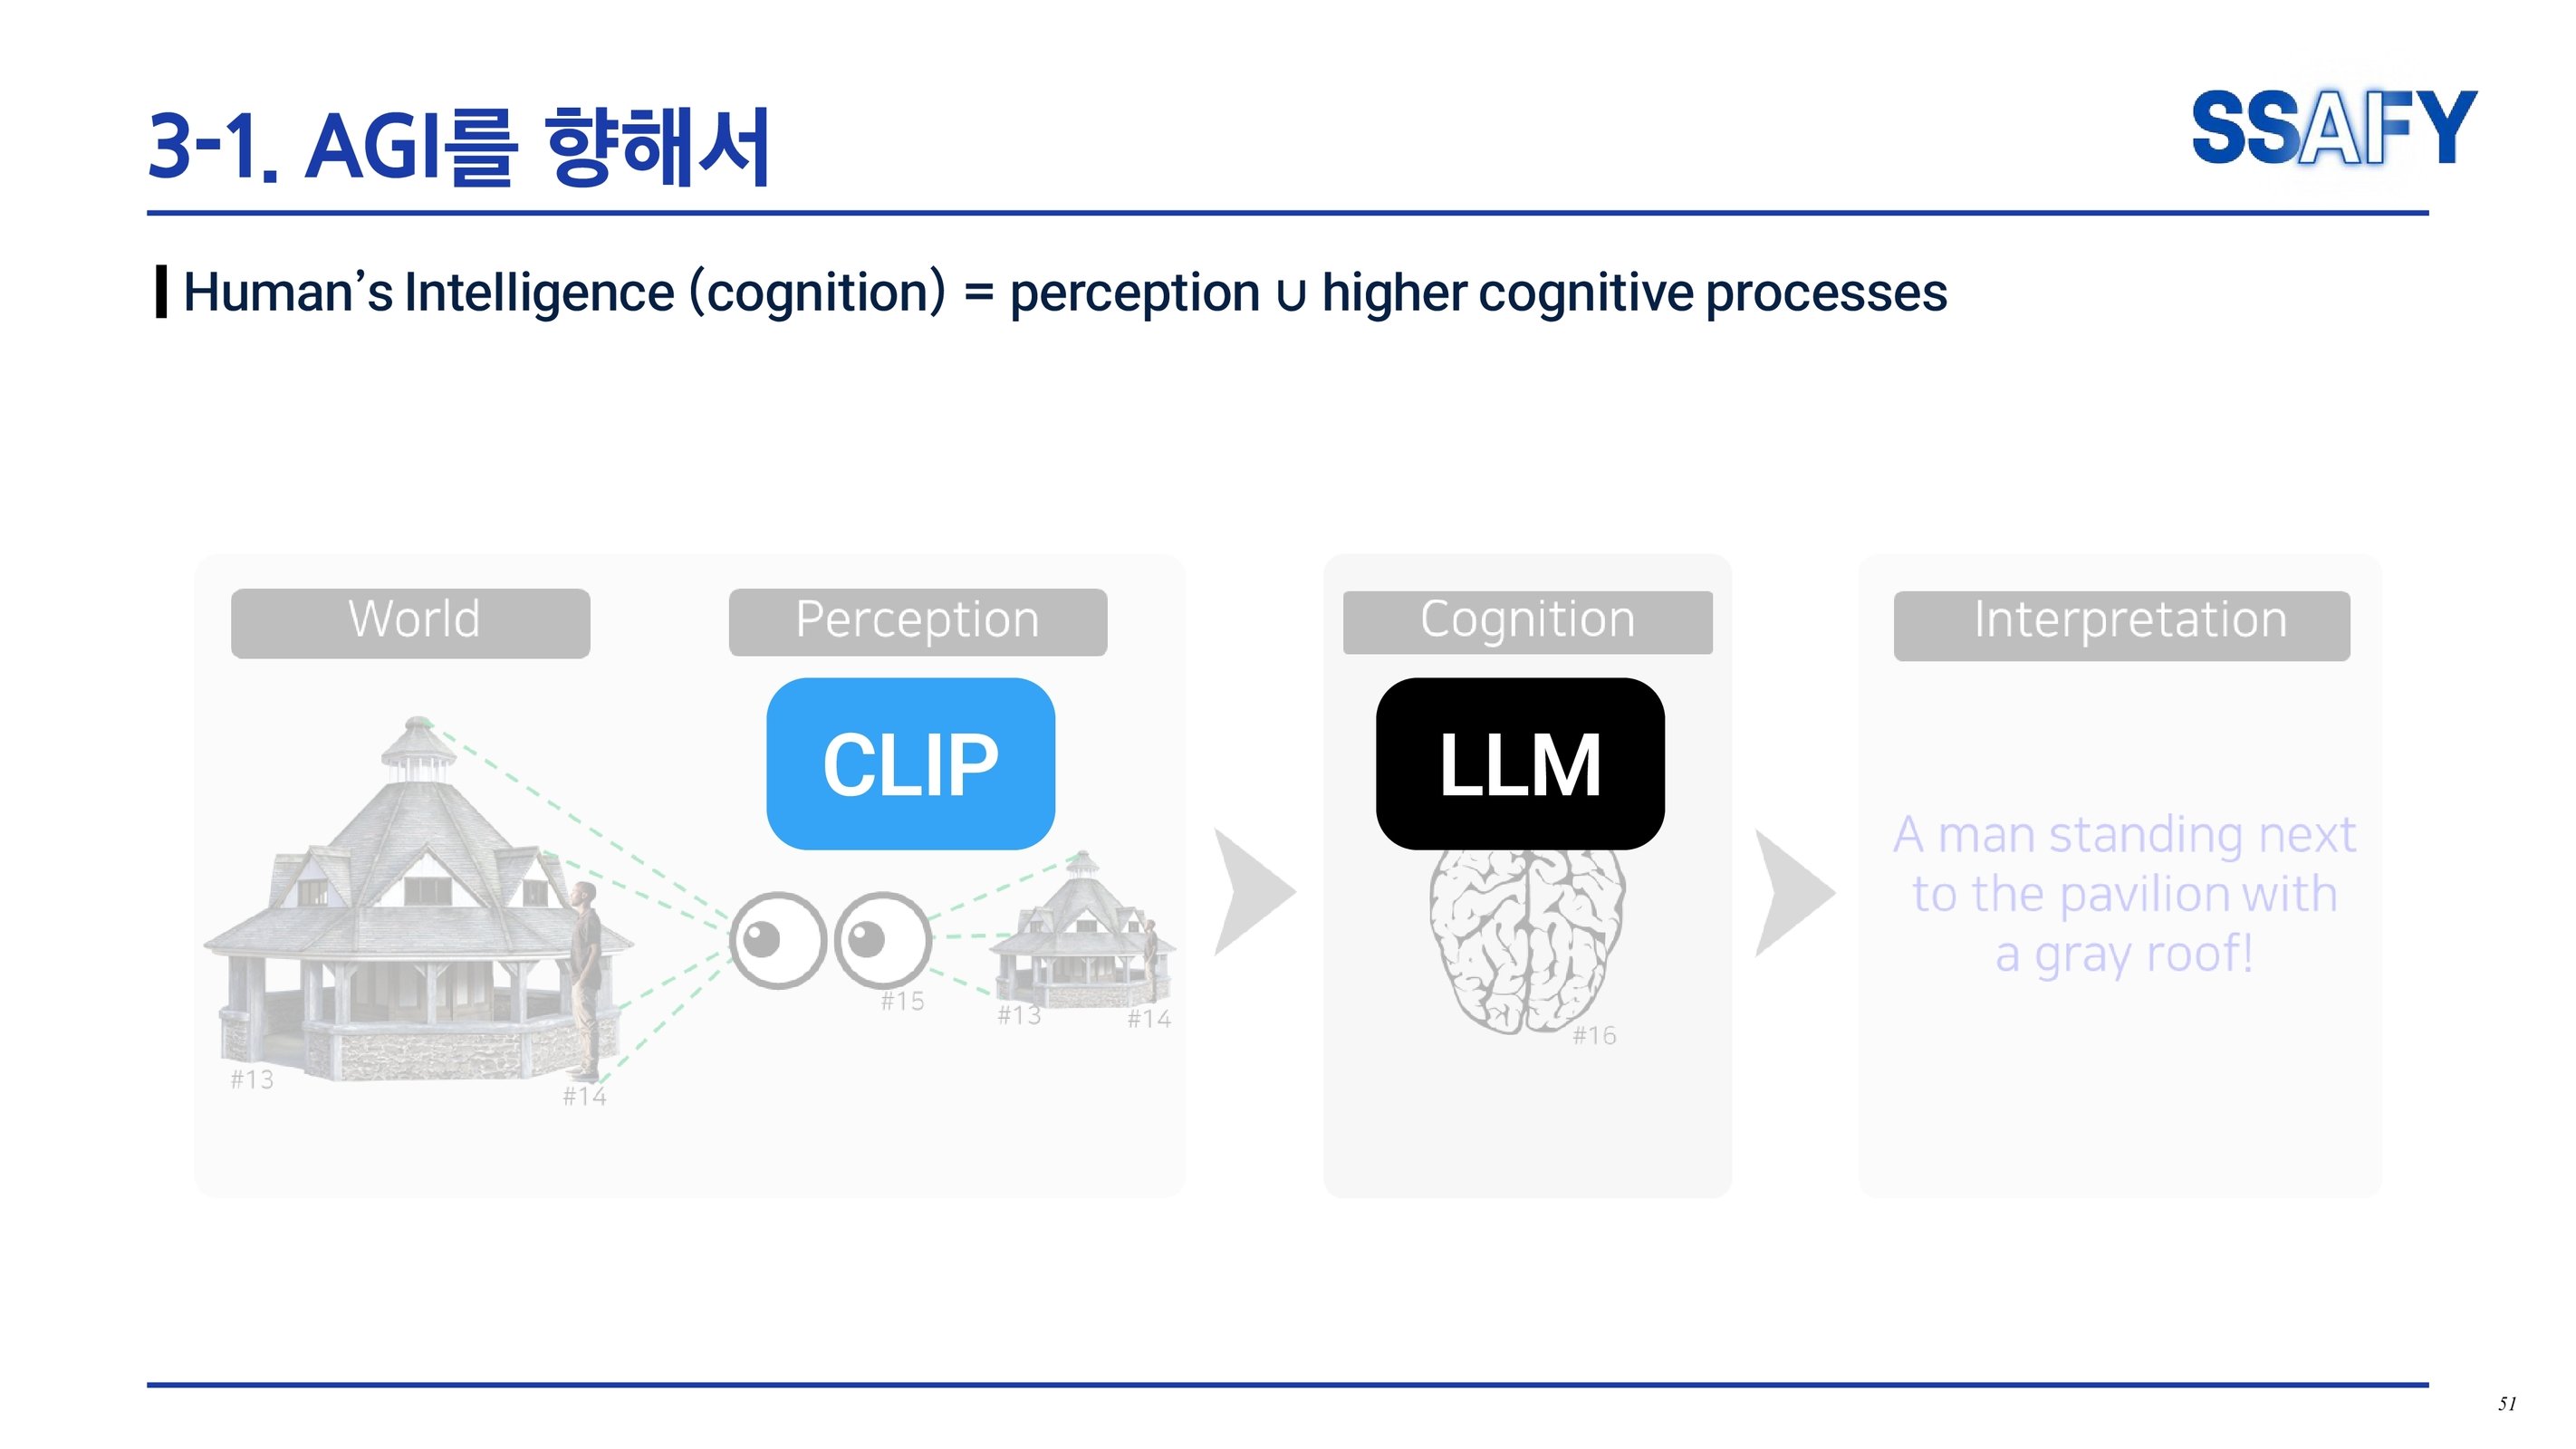 3-1. AGI를 향해서
SSAFY
Human’s Intelligence (cognition) = perception ∪ higher cognitive processes
World
Perception
Cognition
Interpretation
CLIP
LLM
A man standing next
to the pavilion with
a gray roof!
#15
#13
#14
#16
#13
#14
51